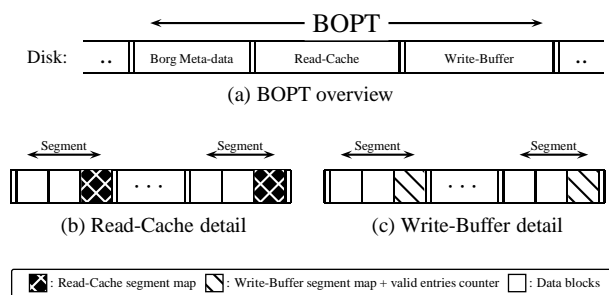 BOPT
Disk: .. Borg Meta-data Read-Cache Write-Buffer ..
(a) BOPT overview
Segment Segment Segment Segment
. . . . . .
(b) Read-Cache detail (c) Write-Buffer detail
: Read-Cache segment map : Write-Buffer segment map + valid entries counter : Data blocks